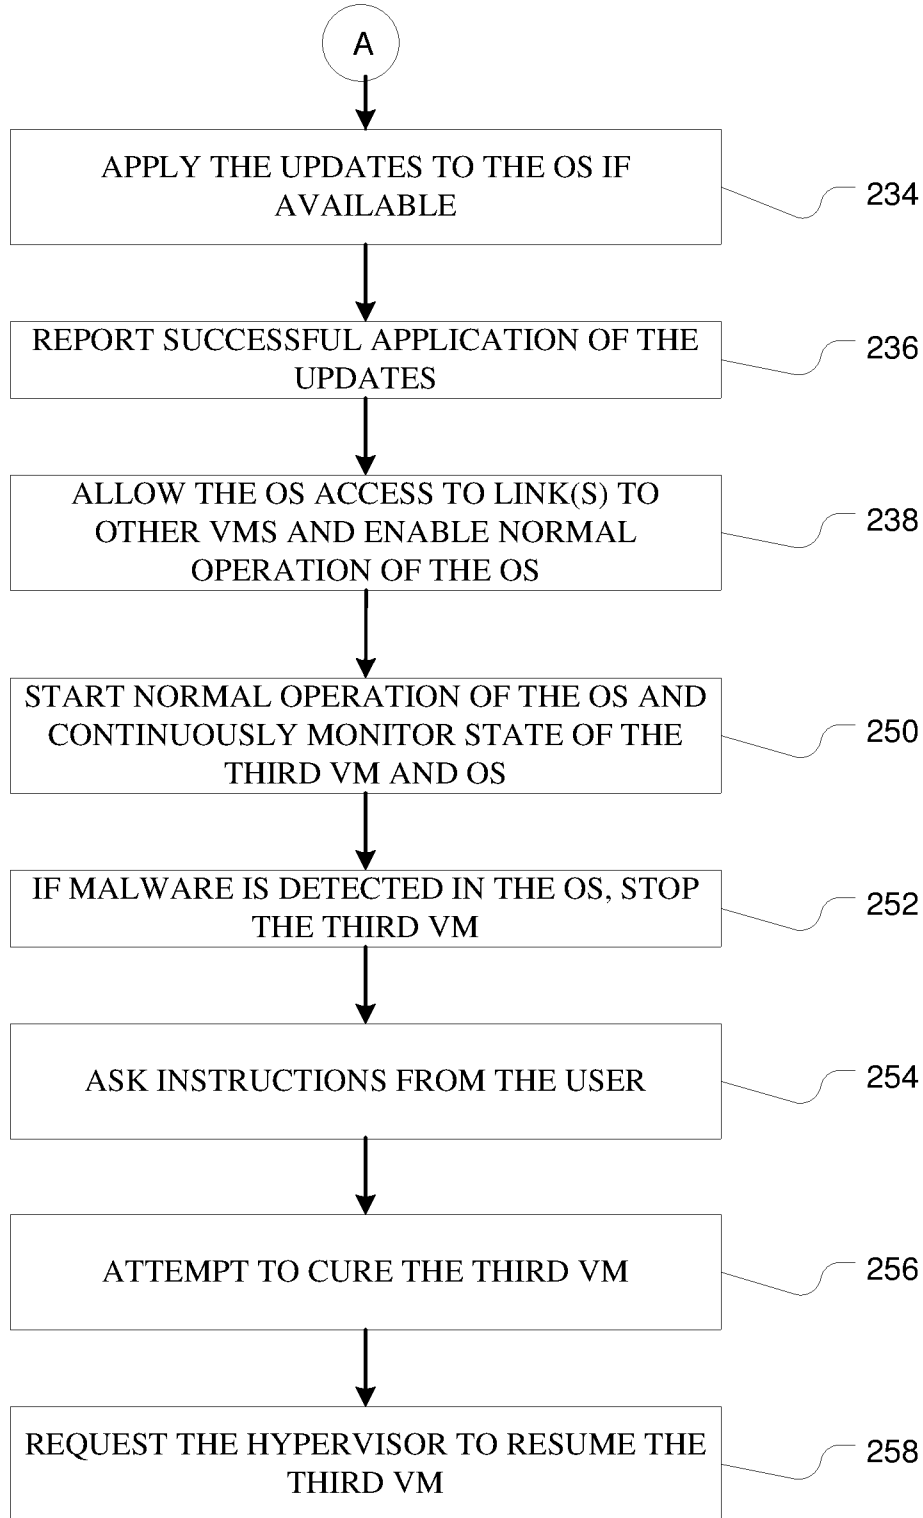 A
APPLY THE UPDATES TO THE OS IF
AVAILABLE
234
REPORT SUCCESSFUL APPLICATION OF THE
UPDATES
236
ALLOW THE OS ACCESS TO LINK(S) TO
OTHER VMS AND ENABLE NORMAL
OPERATION OF THE OS
238
START NORMAL OPERATION OF THE OS AND
CONTINUOUSLY MONITOR STATE OF THE
THIRD VM AND OS
250
IF MALWARE IS DETECTED IN THE OS, STOP
THE THIRD VM
252
ASK INSTRUCTIONS FROM THE USER
254
ATTEMPT TO CURE THE THIRD VM
256
REQUEST THE HYPERVISOR TO RESUME THE
THIRD VM
258